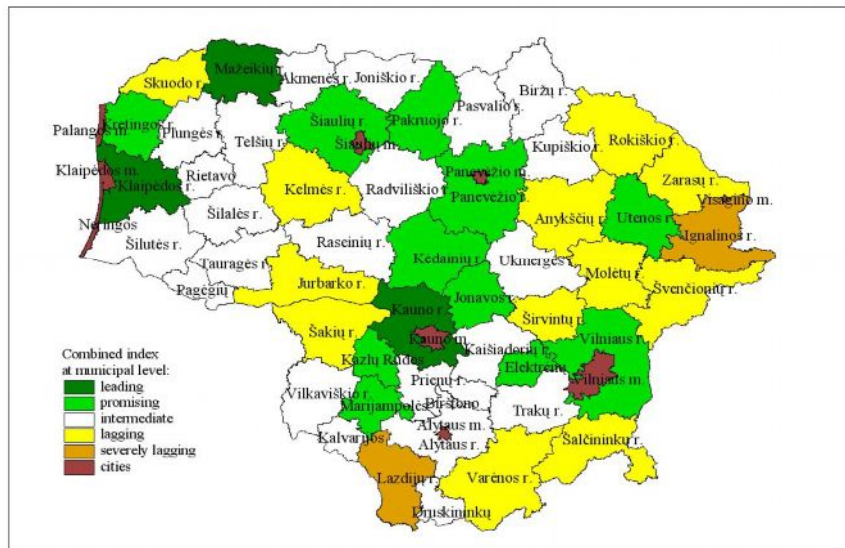 Mažeikių r.
Skuodo r.
Akmenės r.
Joniškio r.
Biržų r.
Pasvalio r.
Kretingos r.
Palangos m.
Plungės r.
Telšių r.
Šiaulių r.
Šiaulių m.
Pakruojo r.
Rokiškio r.
Kupiškio r.
Zarasų r.
Klaipėdos m.
Klaipėdos r.
Rietavo
Kelmės r.
Radviliškio r.
Panevėžio m.
Panevėžio r.
Anykščių r.
Utenos r.
Visagino m.
Ignalinos r.
Neringos
Šilalės r.
Šilutės r.
Raseinių r.
Kėdainių r.
Ukmergės r.
Molėtų r.
Švenčionių r.
Tauragės r.
Pagėgių
Jurbarko r.
Jonavos r.
Širvintų r.
Šakių r.
Kauno r.
Kauno m.
Kaišiadorių r.
Vilniaus r.
Kazlų Rūdos
Elektrėnų
Vilniaus m.
Vilkaviškio r.
Prienų r.
Birštono
Marijampolės
Trakų r.
Kalvarijos
Alytaus m.
Alytaus r.
Šalčininkų r.
Lazdijų r.
Varėnos r.
Druskininkų
Combined index
at municipal level:
leading
promising
intermediate
lagging
severely lagging
cities